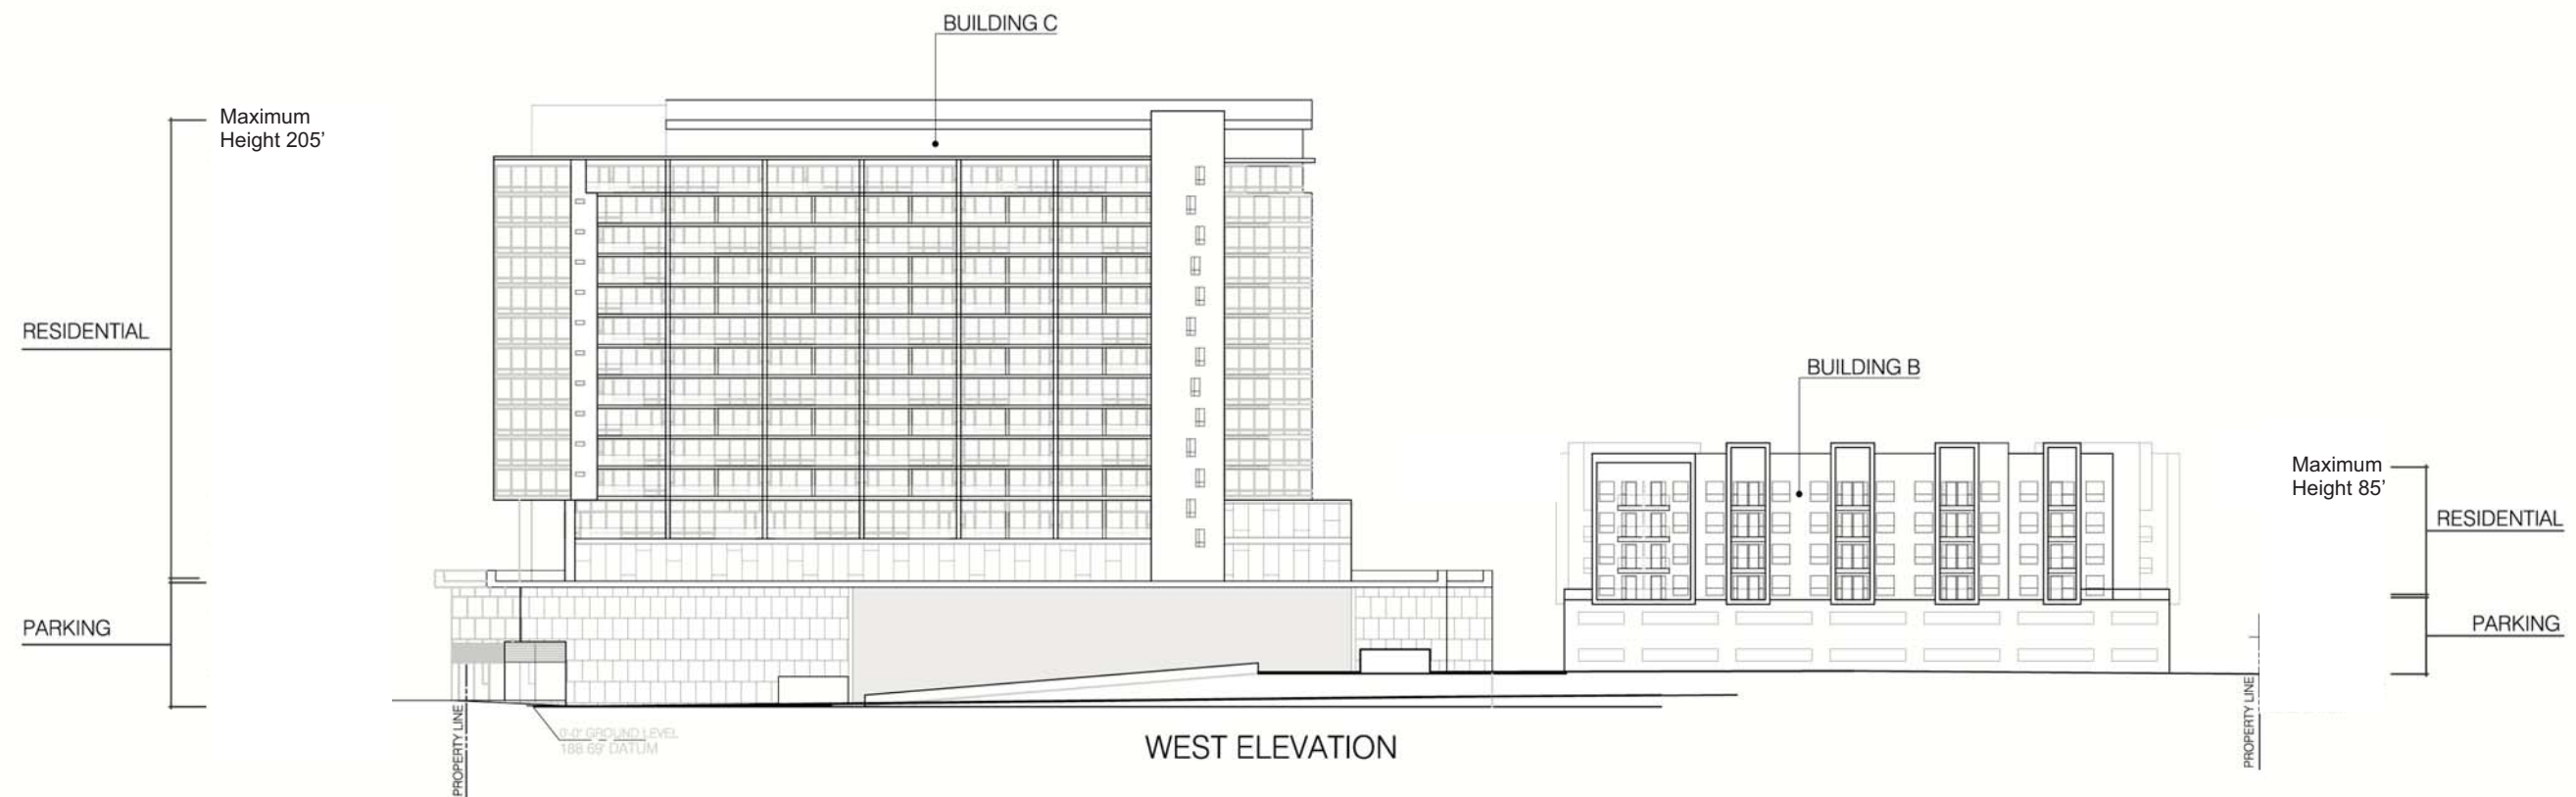 BUILDING C
Maximum
Height 205’
RESIDENTIAL
PARKING
BUILDING B
Maximum
Height 85’
RESIDENTIAL
PARKING
PROPERTY LINE
0'-0" GROUND LEVEL
188.69' DATUM
WEST ELEVATION
PROPERTY LINE